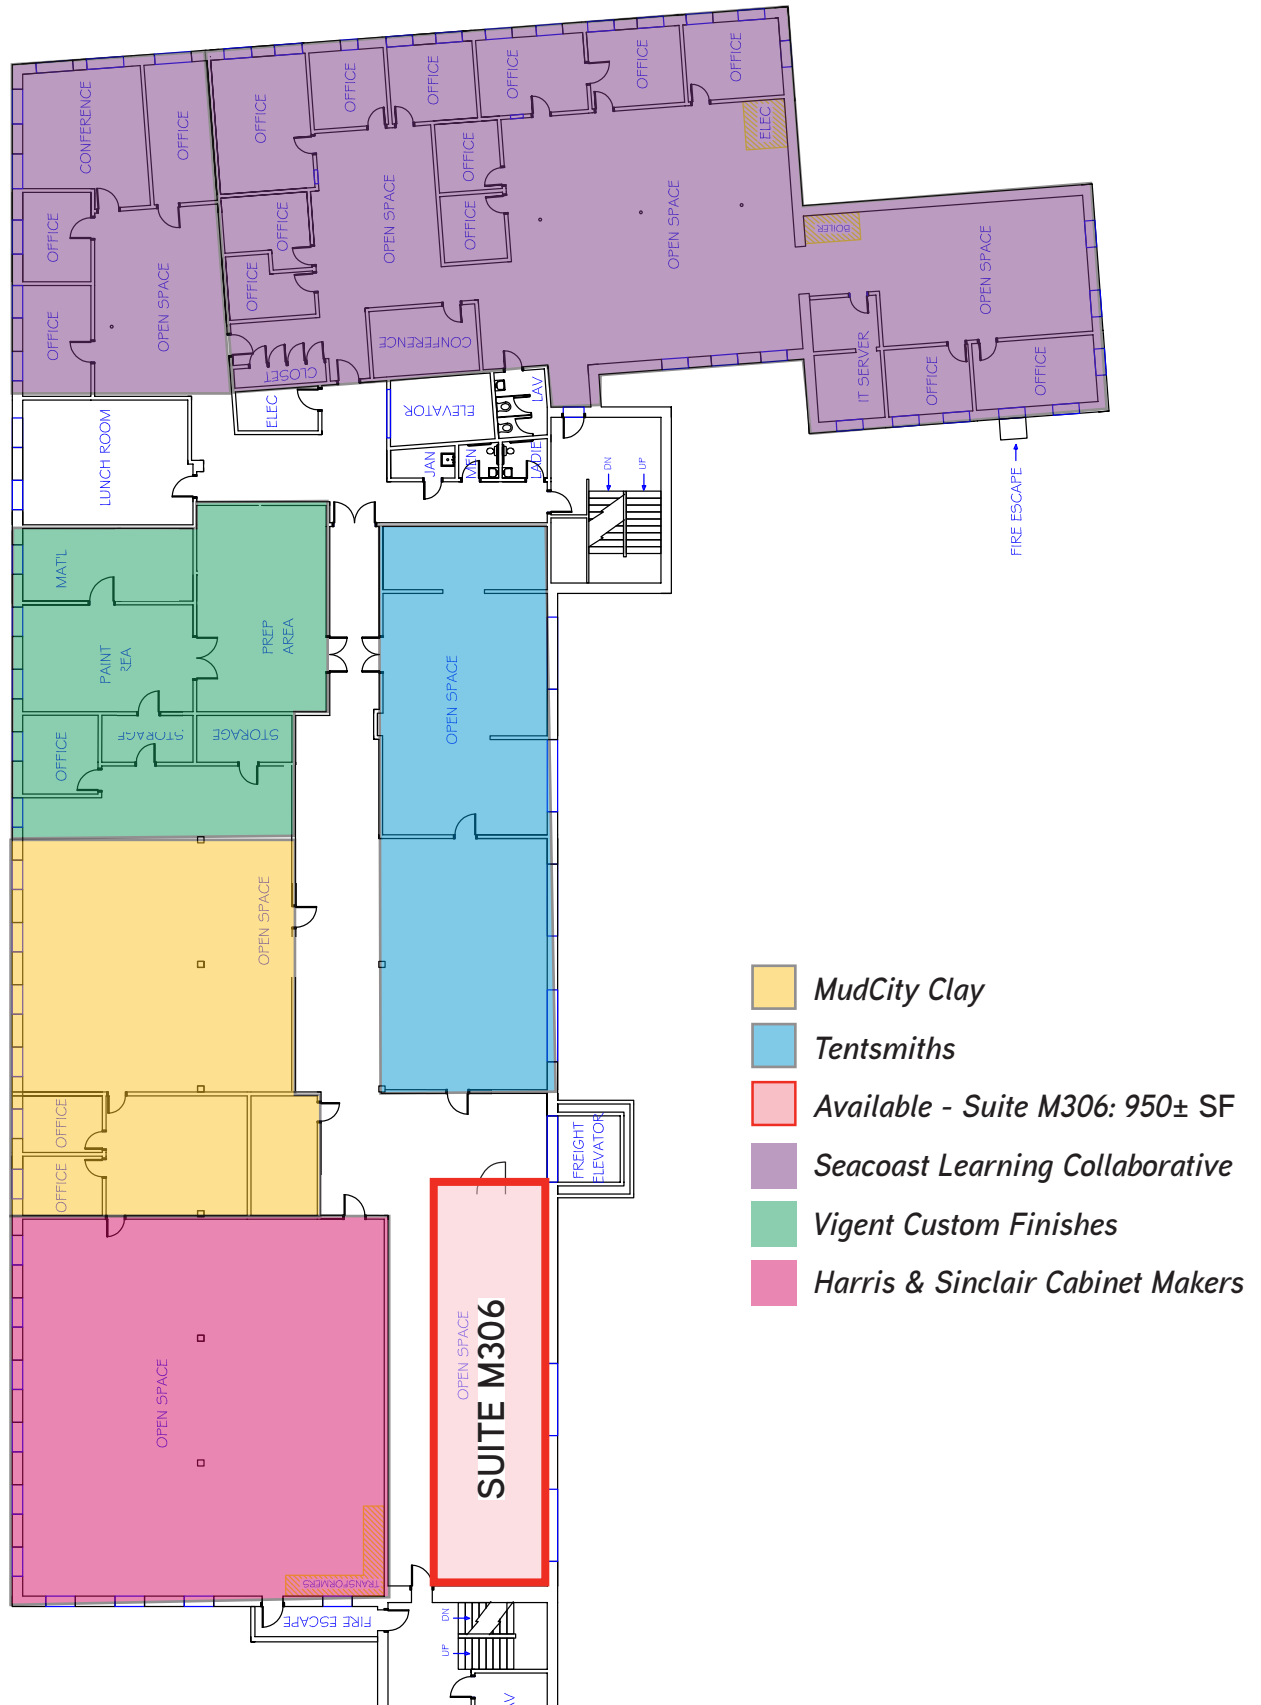 CONFERENCE
OFFICE
OFFICE
OFFICE
OFFICE
OFFICE
OFFICE
OFFICE
ELEC
OFFICE
OFFICE
OPEN SPACE
OPEN SPACE
OFFICE
OFFICE
BOILER
OPEN SPACE
OFFICE
OFFICE
OPEN SPACE
OFFICE
CONFERENCE
CLOSET
IT SERVER
OFFICE
OFFICE
LUNCH ROOM
ELEC
ELEVATOR
LAV
JAN
MEN
LADIE
DN
UP
FIRE ESCAPE
MAT'L
PAINT
REA
PREP
AREA
OPEN SPACE
OFFICE
STORAGE
STORAGE
OPEN SPACE
MudCity Clay
Tentsmiths
Available - Suite M306: 950± SF
Seacoast Learning Collaborative
Vigent Custom Finishes
Harris & Sinclair Cabinet Makers
OFFICE
OFFICE
FREIGHT
ELEVATOR
OPEN SPACE
OPEN SPACE
SUITE M306
TRANSFORMERS
FIRE ESCAPE
DN
UP